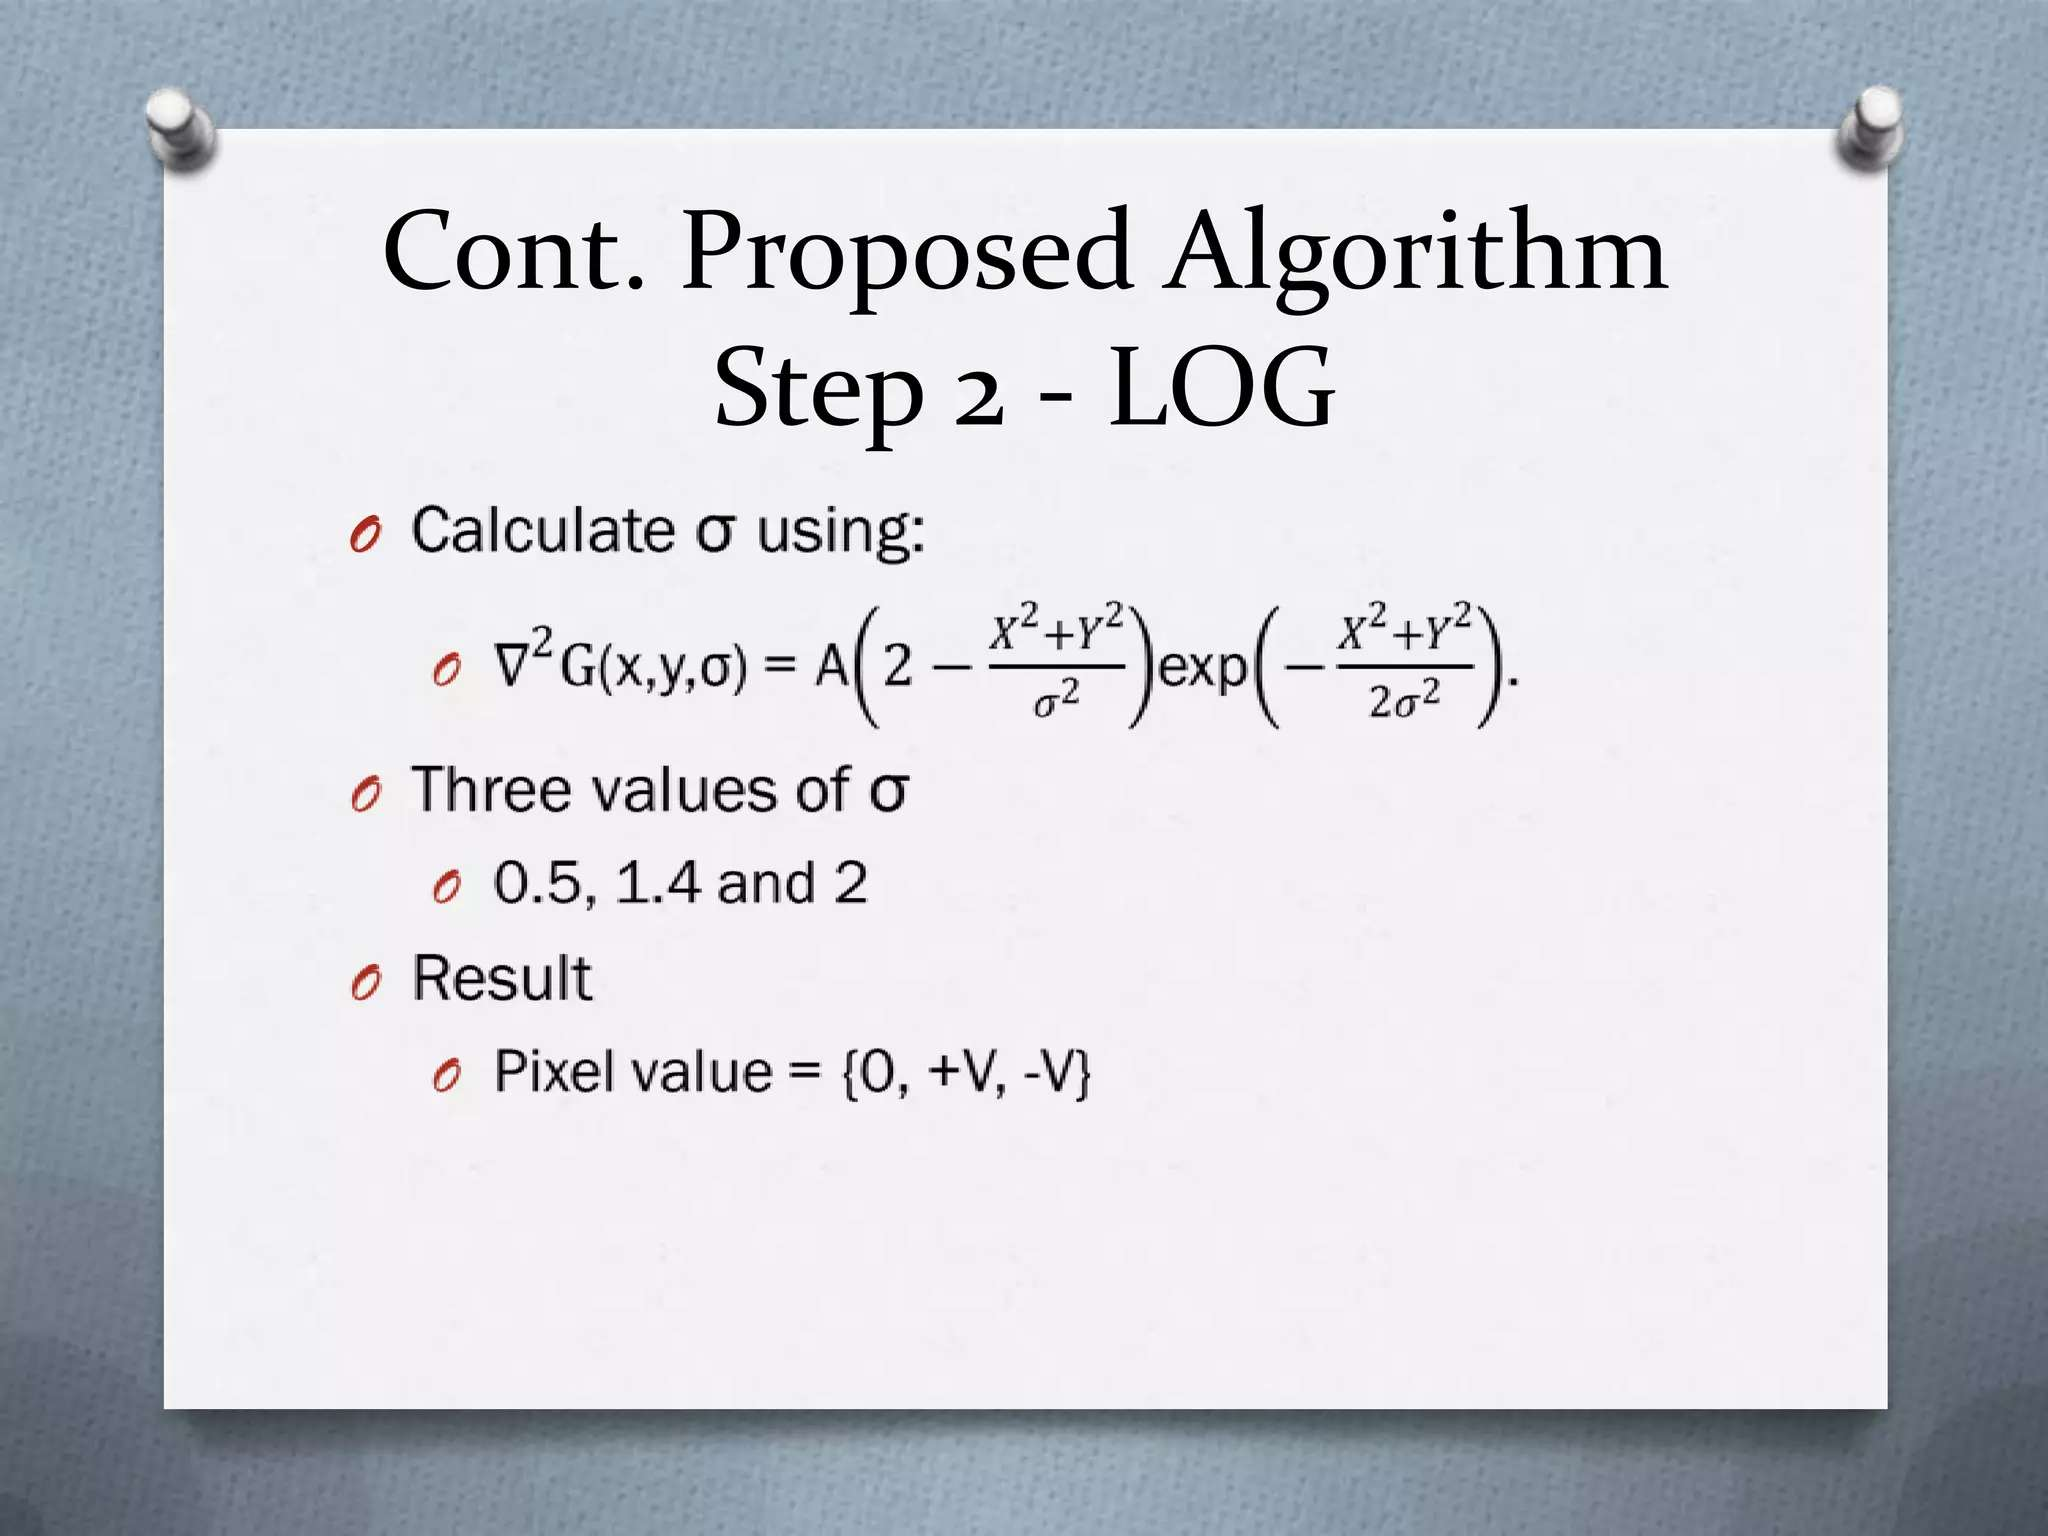 Cont. Proposed Algorithm
Step 2 - LOG
Calculate σ using:
∇²G(x,y,σ) = A(2 − (X²+Y²)/σ²)exp(−(X²+Y²)/2σ²).
Three values of σ
0.5, 1.4 and 2
Result
Pixel value = {0, +V, -V}